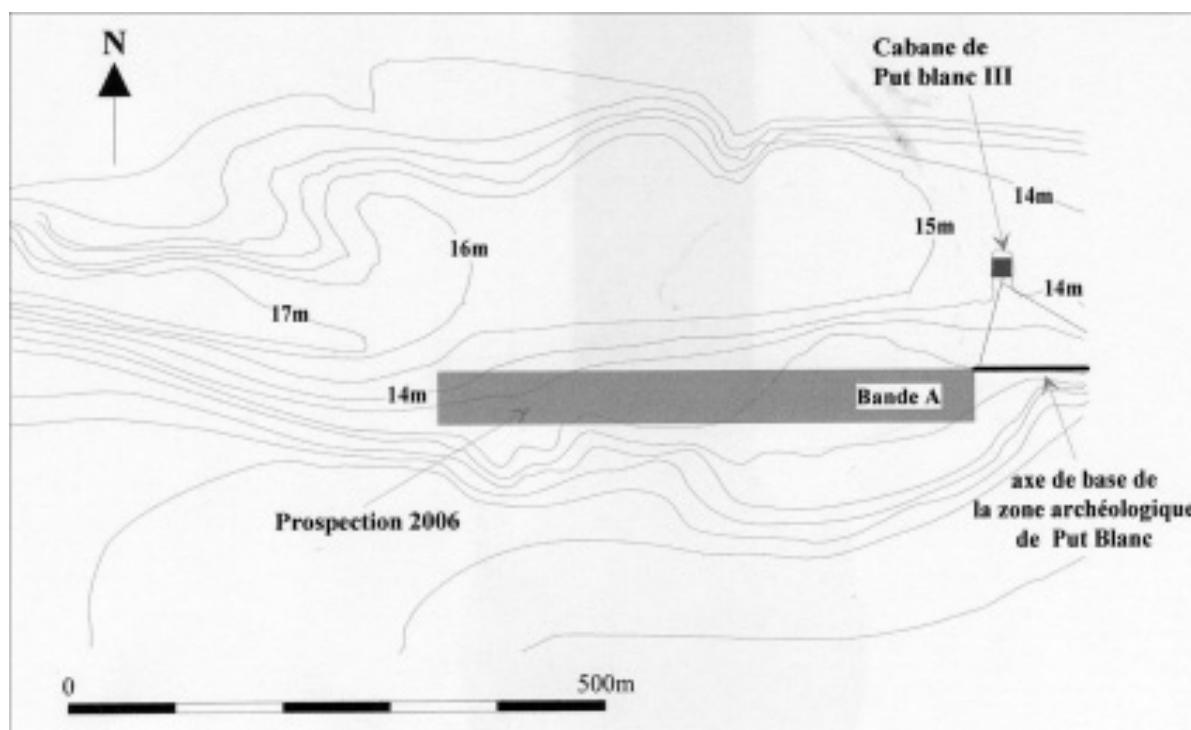 N
Cabane de
Put blanc III
14m
15m
16m
14m
17m
14m
Bande A
Prospection 2006
axe de base de
la zone archéologique
de Put Blanc
0
500m